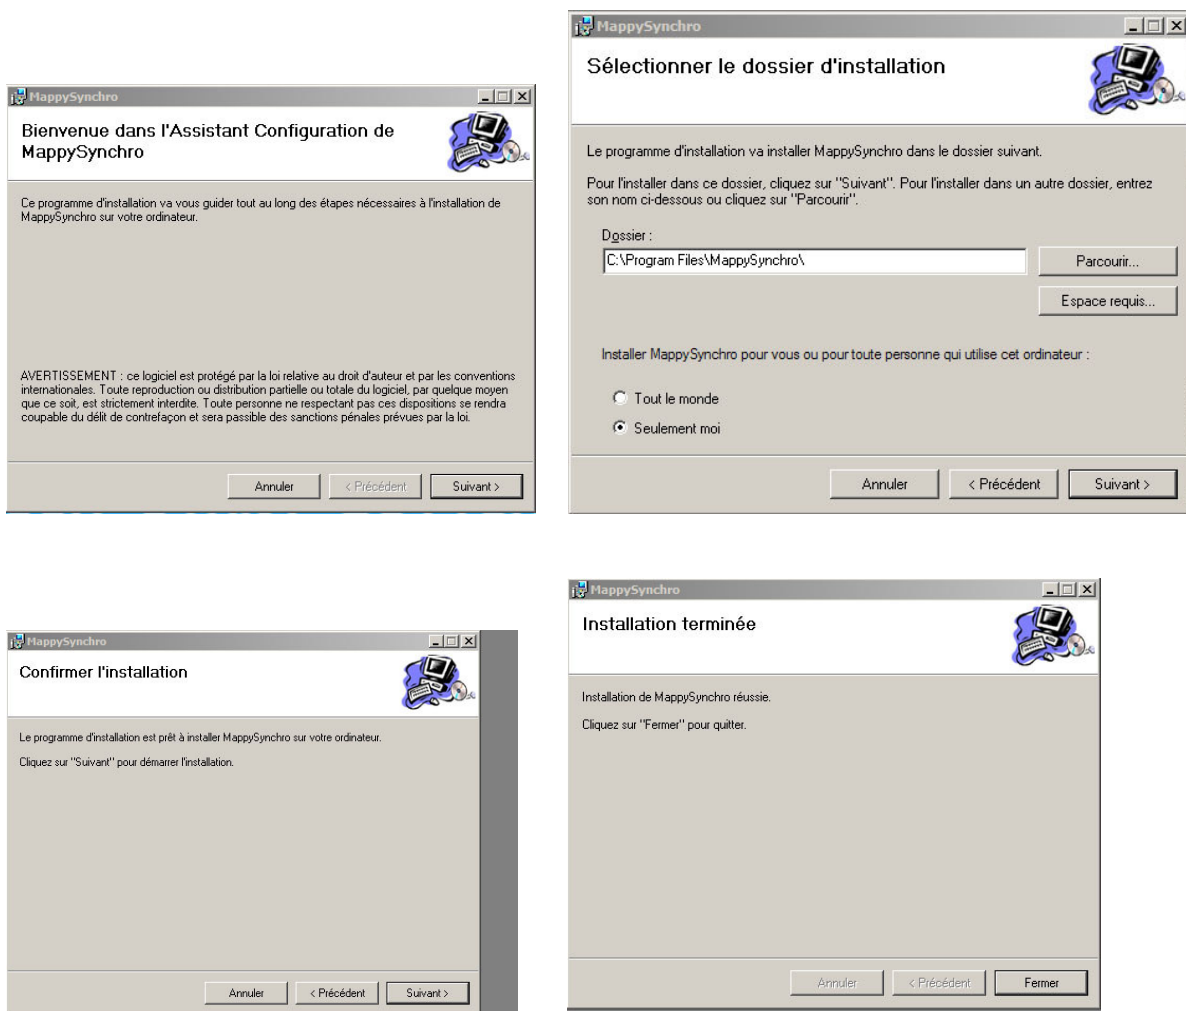 MappySynchro
Bienvenue dans l'Assistant Configuration de
MappySynchro
Ce programme d'installation va vous guider tout au long des étapes nécessaires à l'installation de
MappySynchro sur votre ordinateur.
AVERTISSEMENT : ce logiciel est protégé par la loi relative au droit d'auteur et par les conventions
internationales. Toute reproduction ou distribution partielle ou totale du logiciel, par quelque moyen
que ce soit, est strictement interdite. Toute personne ne respectant pas ces dispositions se rendra
coupable du délit de contrefaçon et sera passible des sanctions pénales prévues par la loi.
Annuler
< Précédent
Suivant >
MappySynchro
Sélectionner le dossier d'installation
Le programme d'installation va installer MappySynchro dans le dossier suivant.
Pour l'installer dans ce dossier, cliquez sur "Suivant". Pour l'installer dans un autre dossier, entrez
son nom ci-dessous ou cliquez sur "Parcourir".
Dossier :
C:\Program Files\MappySynchro\
Parcourir...
Espace requis...
Installer MappySynchro pour vous ou pour toute personne qui utilise cet ordinateur :
Tout le monde
Seulement moi
Annuler
< Précédent
Suivant >
MappySynchro
Confirmer l'installation
Le programme d'installation est prêt à installer MappySynchro sur votre ordinateur.
Cliquez sur "Suivant" pour démarrer l'installation.
Annuler
< Précédent
Suivant >
MappySynchro
Installation terminée
Installation de MappySynchro réussie.
Cliquez sur "Fermer" pour quitter.
Annuler
< Précédent
Fermer